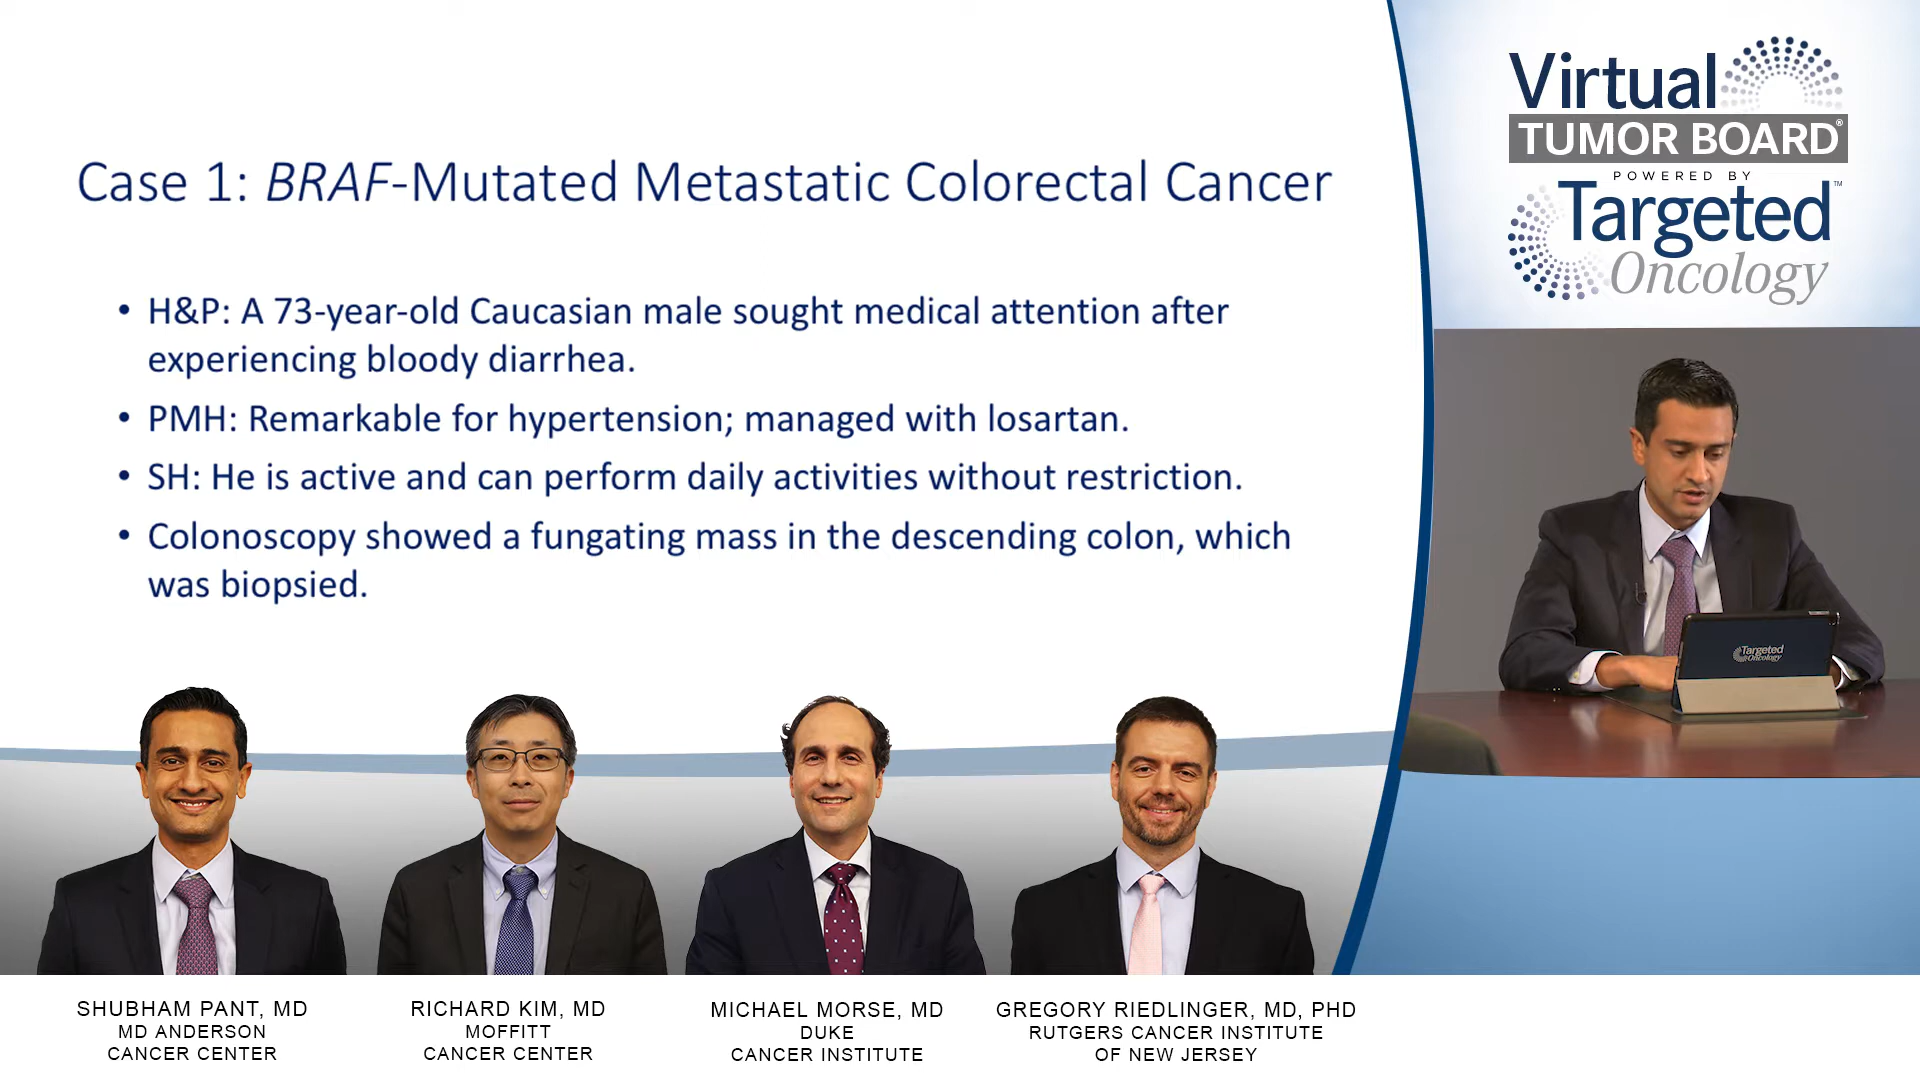 Case 1: BRAF-Mutated Metastatic Colorectal Cancer
• H&P: A 73-year-old Caucasian male sought medical attention after
experiencing bloody diarrhea.
• PMH: Remarkable for hypertension; managed with losartan.
• SH: He is active and can perform daily activities without restriction.
• Colonoscopy showed a fungating mass in the descending colon, which
was biopsied.
Virtual
TUMOR BOARD®
POWERED BY
Targeted™
Oncology
Targeted
Oncology
SHUBHAM PANT, MD
MD ANDERSON
CANCER CENTER
RICHARD KIM, MD
MOFFITT
CANCER CENTER
MICHAEL MORSE, MD
DUKE
CANCER INSTITUTE
GREGORY RIEDLINGER, MD, PHD
RUTGERS CANCER INSTITUTE
OF NEW JERSEY